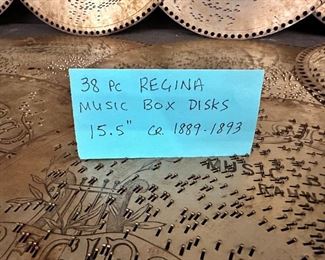 38 PC REGINA
MUSIC BOX DISKS
15.5" ca. 1889-1893